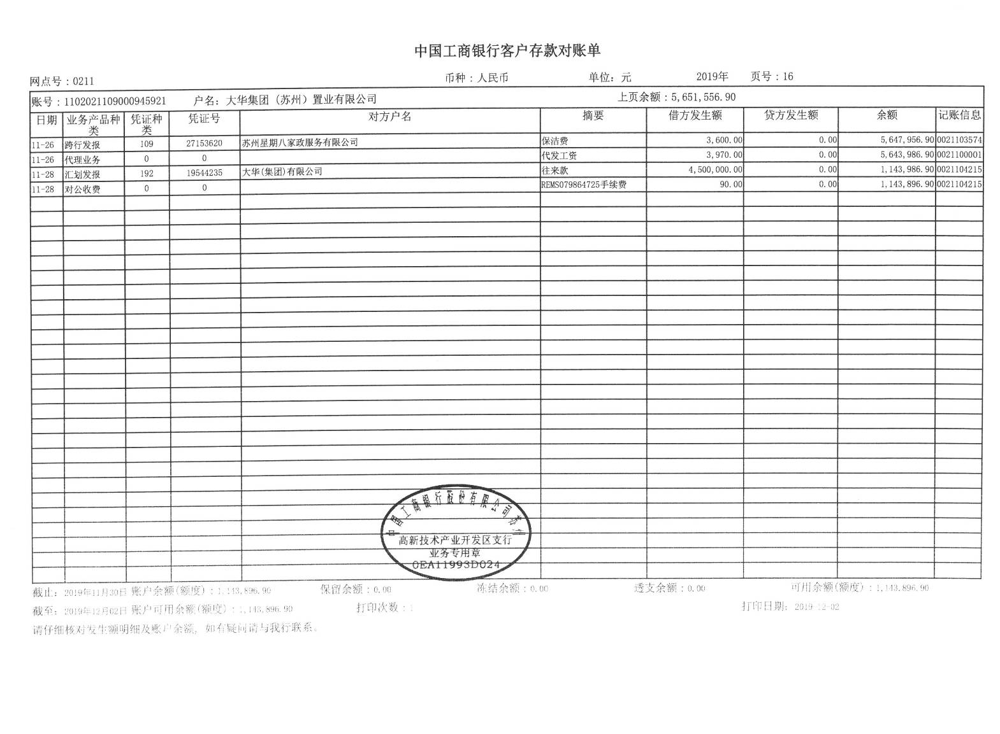 中国工商银行客户存款对账单
网点号：0211 币种：人民币 单位：元 2019年 页号：16
账号：1102021109000945921 户名：大华集团（苏州）置业有限公司 上页余额：5,651,556.90
日期 业务产品种类 凭证种类 凭证号 对方户名 摘要 借方发生额 贷方发生额 余额 记账信息
11-26 跨行发报 109 27153620 苏州星期八家政服务有限公司 保洁费 3,600.00 0.00 5,647,956.90 0021103574
11-26 代理业务 0 0 代发工资 3,970.00 0.00 5,643,986.90 0021100001
11-28 汇划发报 192 19544235 大华(集团)有限公司 往来款 4,500,000.00 0.00 1,143,986.90 0021104215
11-28 对公收费 0 0 REMS079864725手续费 90.00 0.00 1,143,896.90 0021104215
中国工商银行股份有限公司苏州
高新技术产业开发区支行
业务专用章
0EA11993D024
截止：2019年11月30日 账户余额(额度)：1,143,896.90 保留余额：0.00 冻结余额：0.00 透支余额：0.00 可用余额(额度)：1,143,896.90
截至：2019年12月02日 账户可用余额(额度)：1,143,896.90 打印次数：1 打印日期：2019-12-02
请仔细核对发生额明细及账户余额，如有疑问请与我行联系。